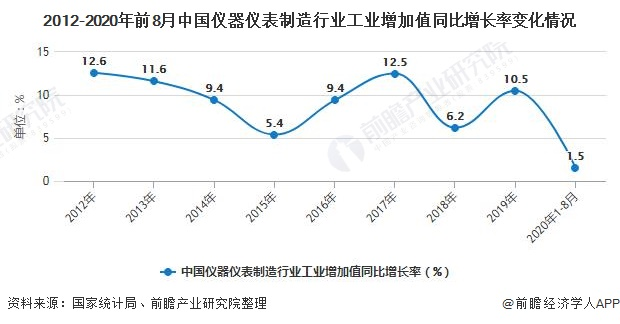 2012-2020年前8月中国仪器仪表制造行业工业增加值同比增长率变化情况
单位：%
15
10
5
0
12.6
11.6
9.4
5.4
9.4
12.5
6.2
10.5
1.5
2012年
2013年
2014年
2015年
2016年
2017年
2018年
2019年
2020年1-8月
中国仪器仪表制造行业工业增加值同比增长率（%）
前瞻产业研究院
资料来源：国家统计局、前瞻产业研究院整理
@前瞻经济学人APP